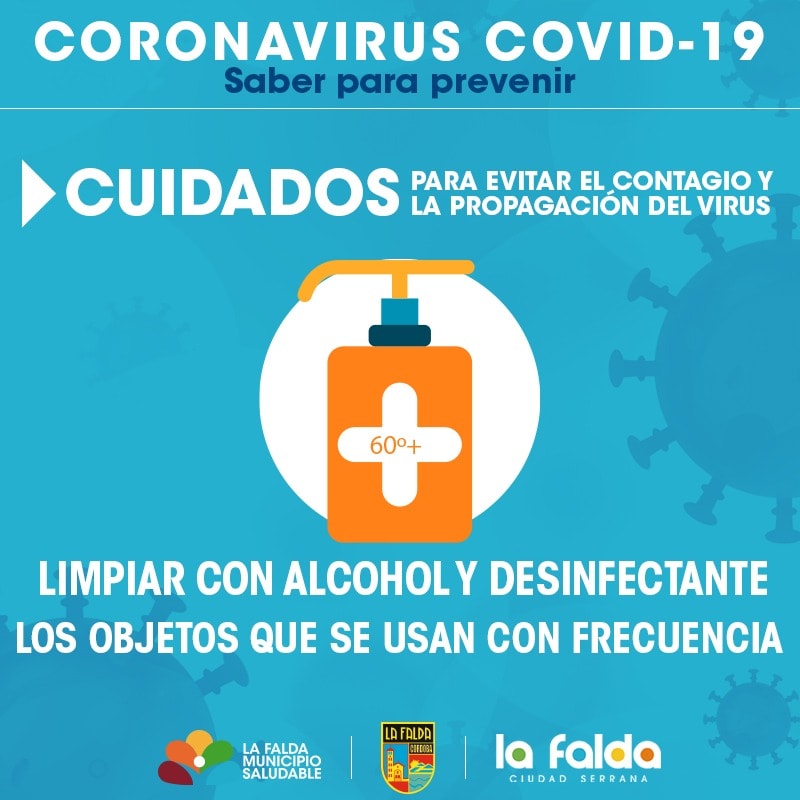 CORONAVIRUS COVID-19
Saber para prevenir
CUIDADOS
PARA EVITAR EL CONTAGIO Y
LA PROPAGACIÓN DEL VIRUS
60º+
LIMPIAR CON ALCOHOL Y DESINFECTANTE
LOS OBJETOS QUE SE USAN CON FRECUENCIA
LA FALDA
MUNICIPIO
SALUDABLE
LA FALDA
CORDOBA
la falda
CIUDAD SERRANA